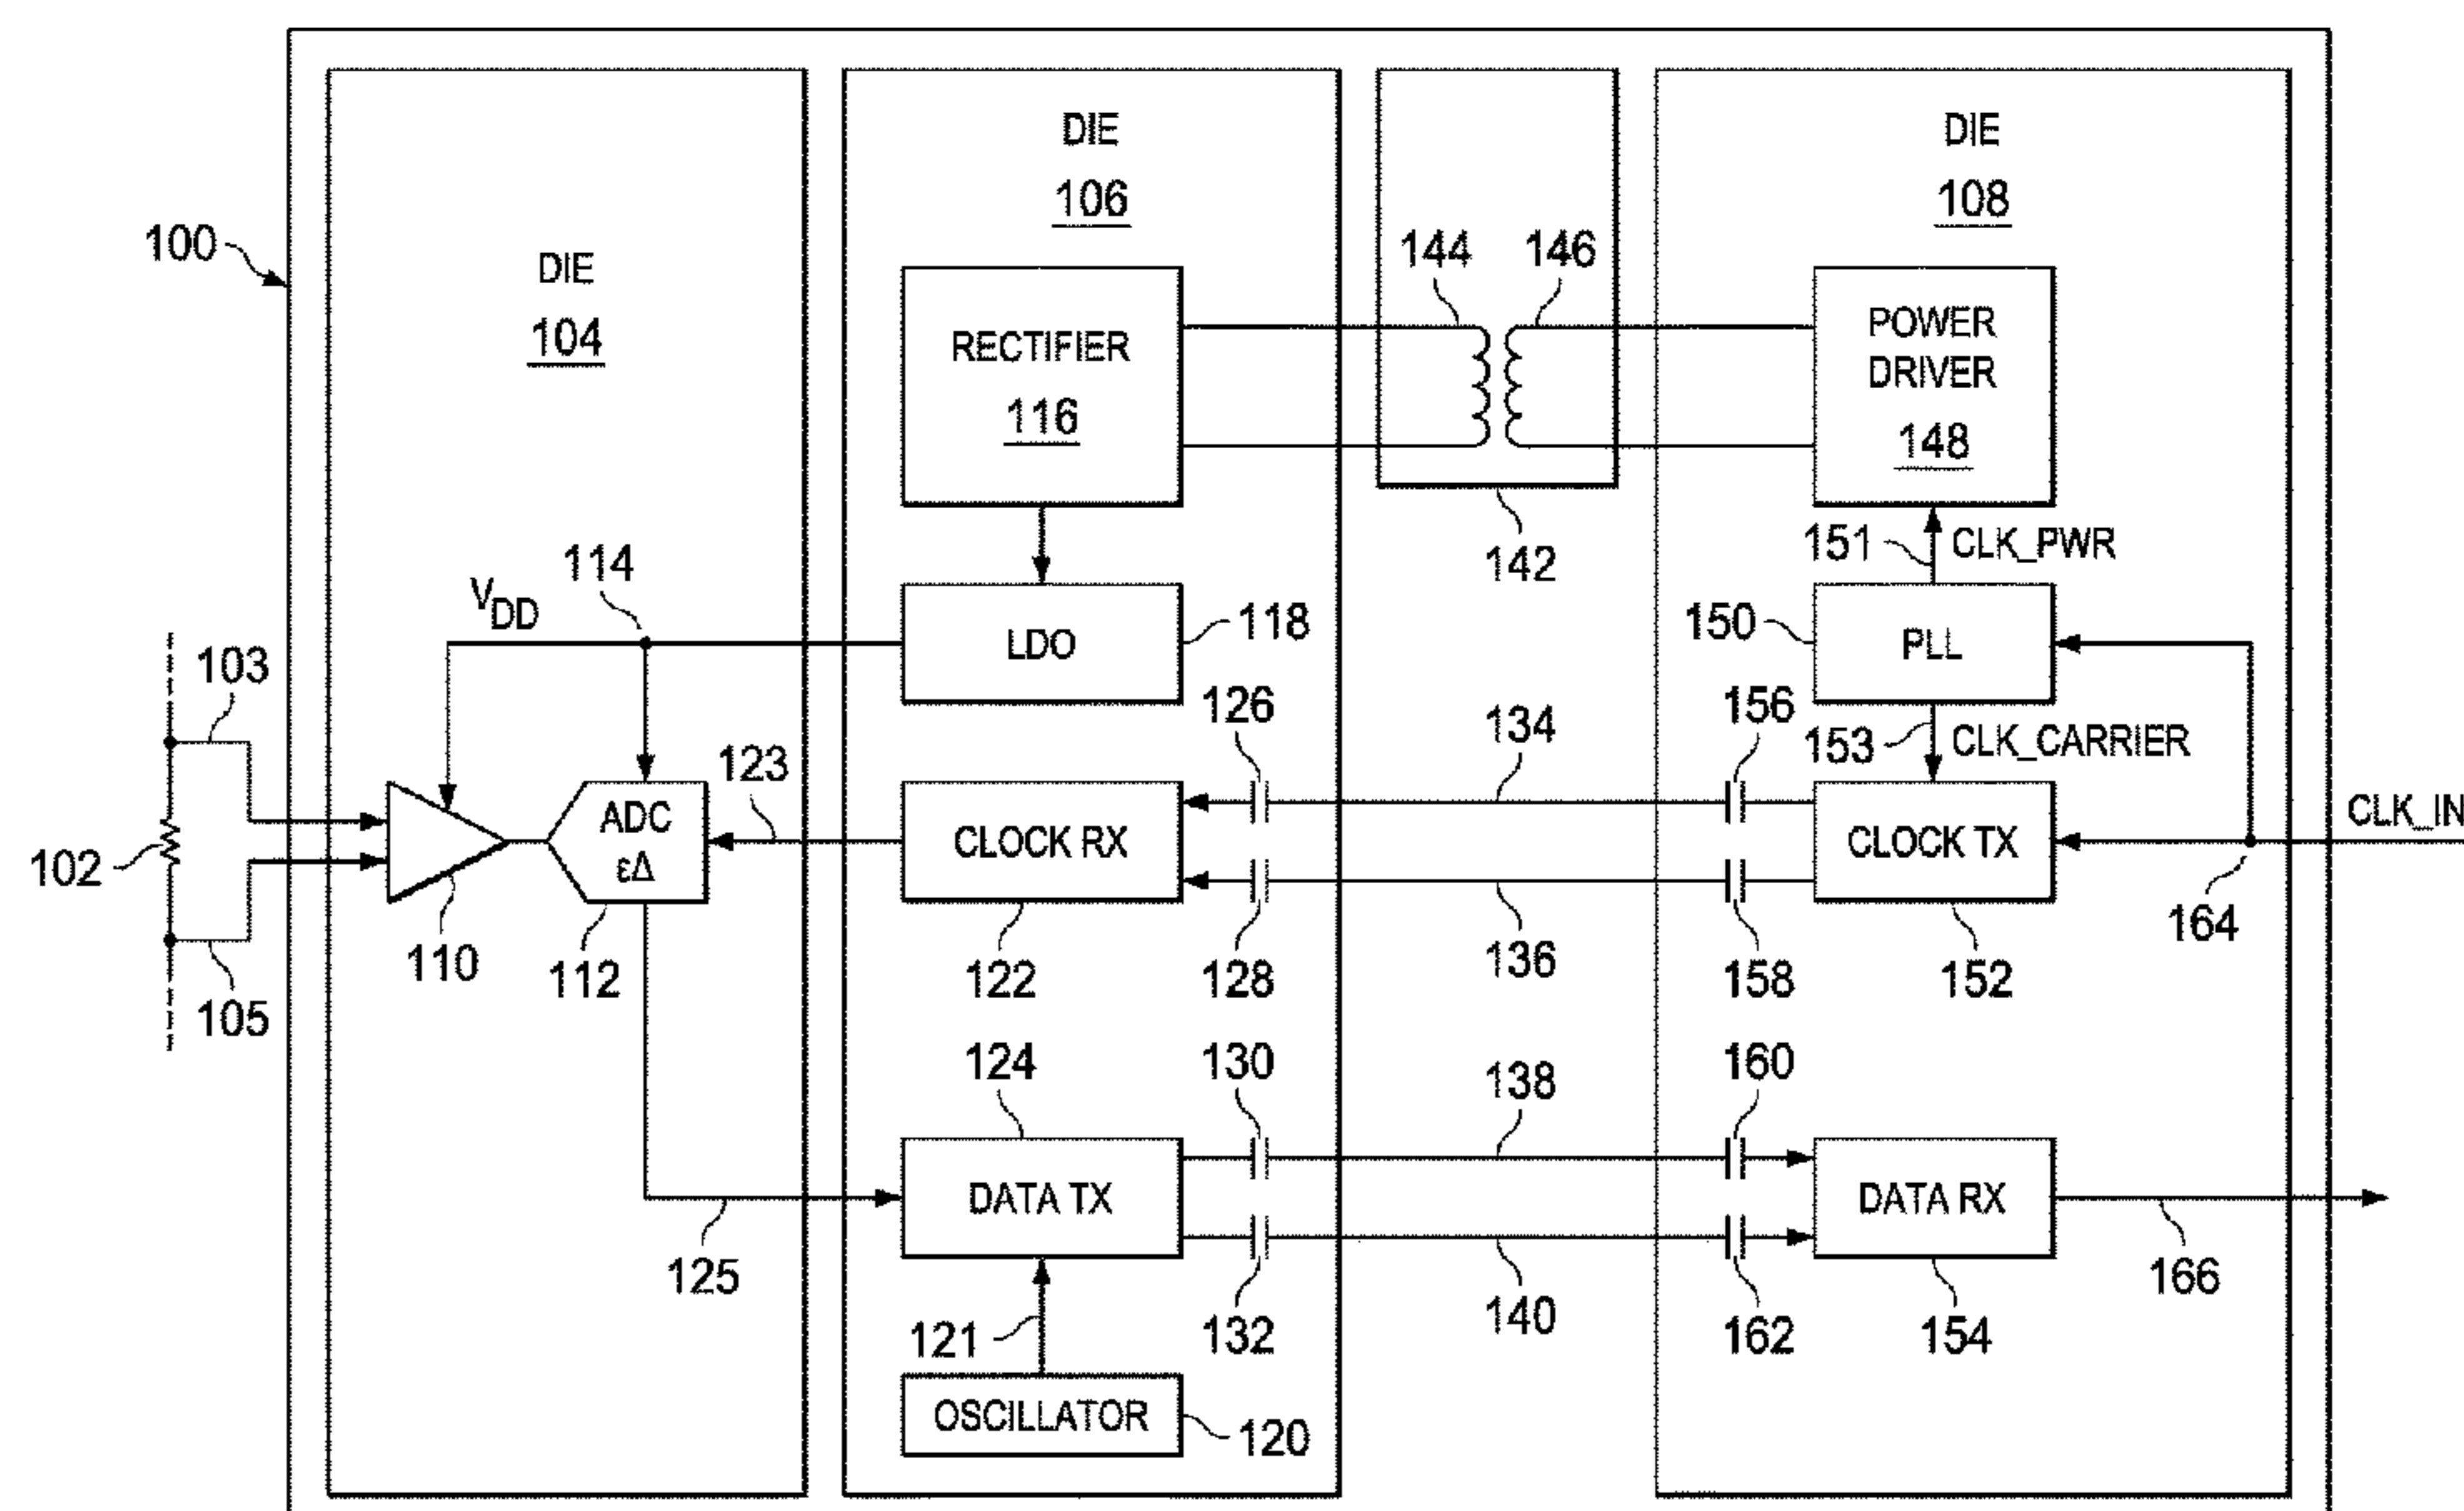 DIE
106
DIE
108
100
DIE
104
144
146
RECTIFIER
116
POWER
DRIVER
148
142
151
CLK_PWR
114
VDD
LDO
118
150
PLL
103
126
134
156
153
CLK_CARRIER
123
102
ADC
εΔ
CLOCK RX
CLOCK TX
CLK_IN
164
110
112
122
128
136
158
152
105
124
130
138
160
DATA TX
DATA RX
125
166
121
132
140
162
154
OSCILLATOR
120